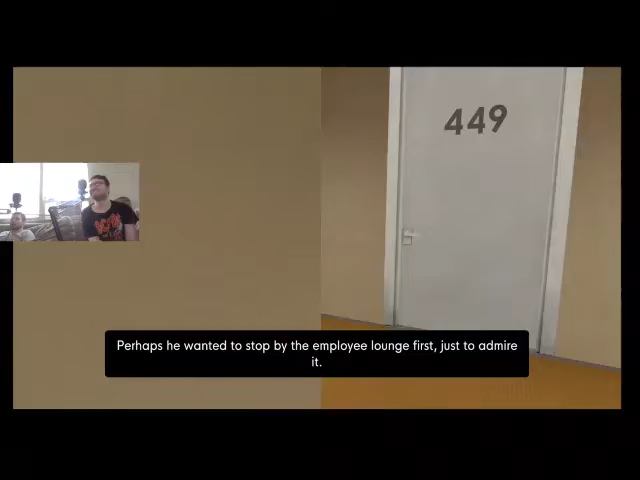 449
Perhaps he wanted to stop by the employee lounge first, just to admire
it.